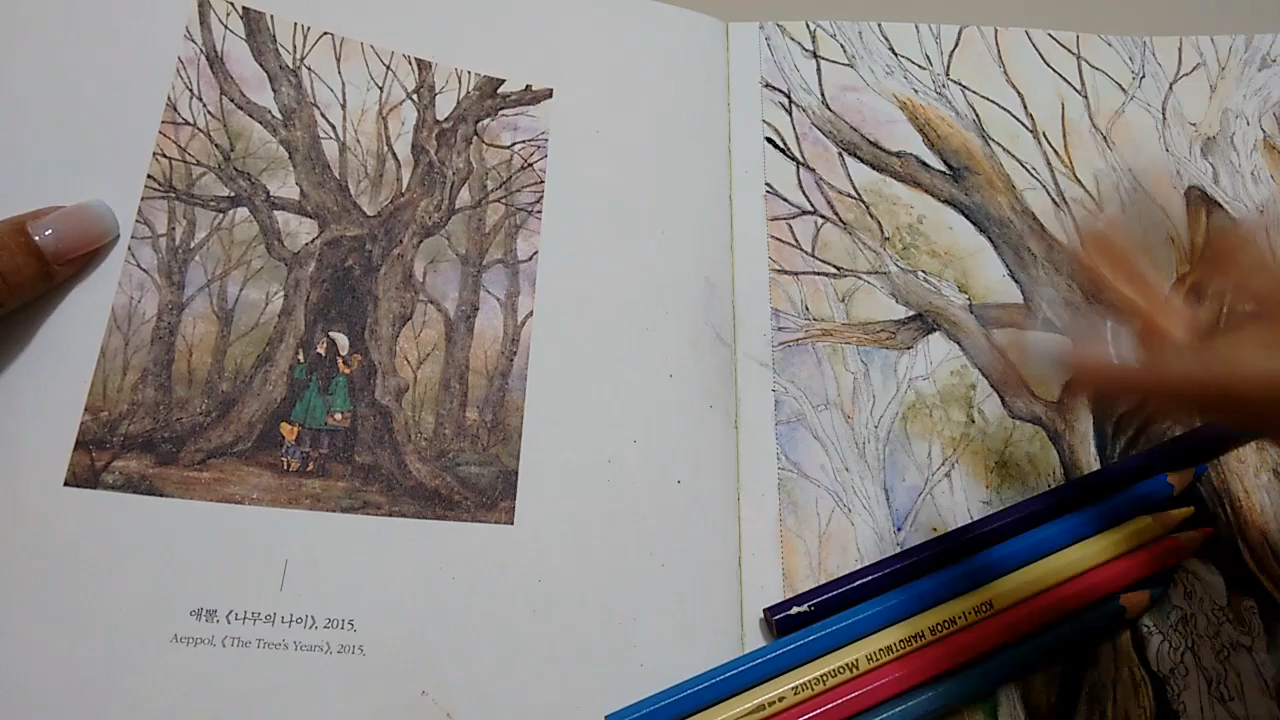 애뽈, 《나무의 나이》, 2015.
Aeppol, 《The Tree's Years》, 2015.
KOH-I-NOOR HARDTMUTH Mondeluz